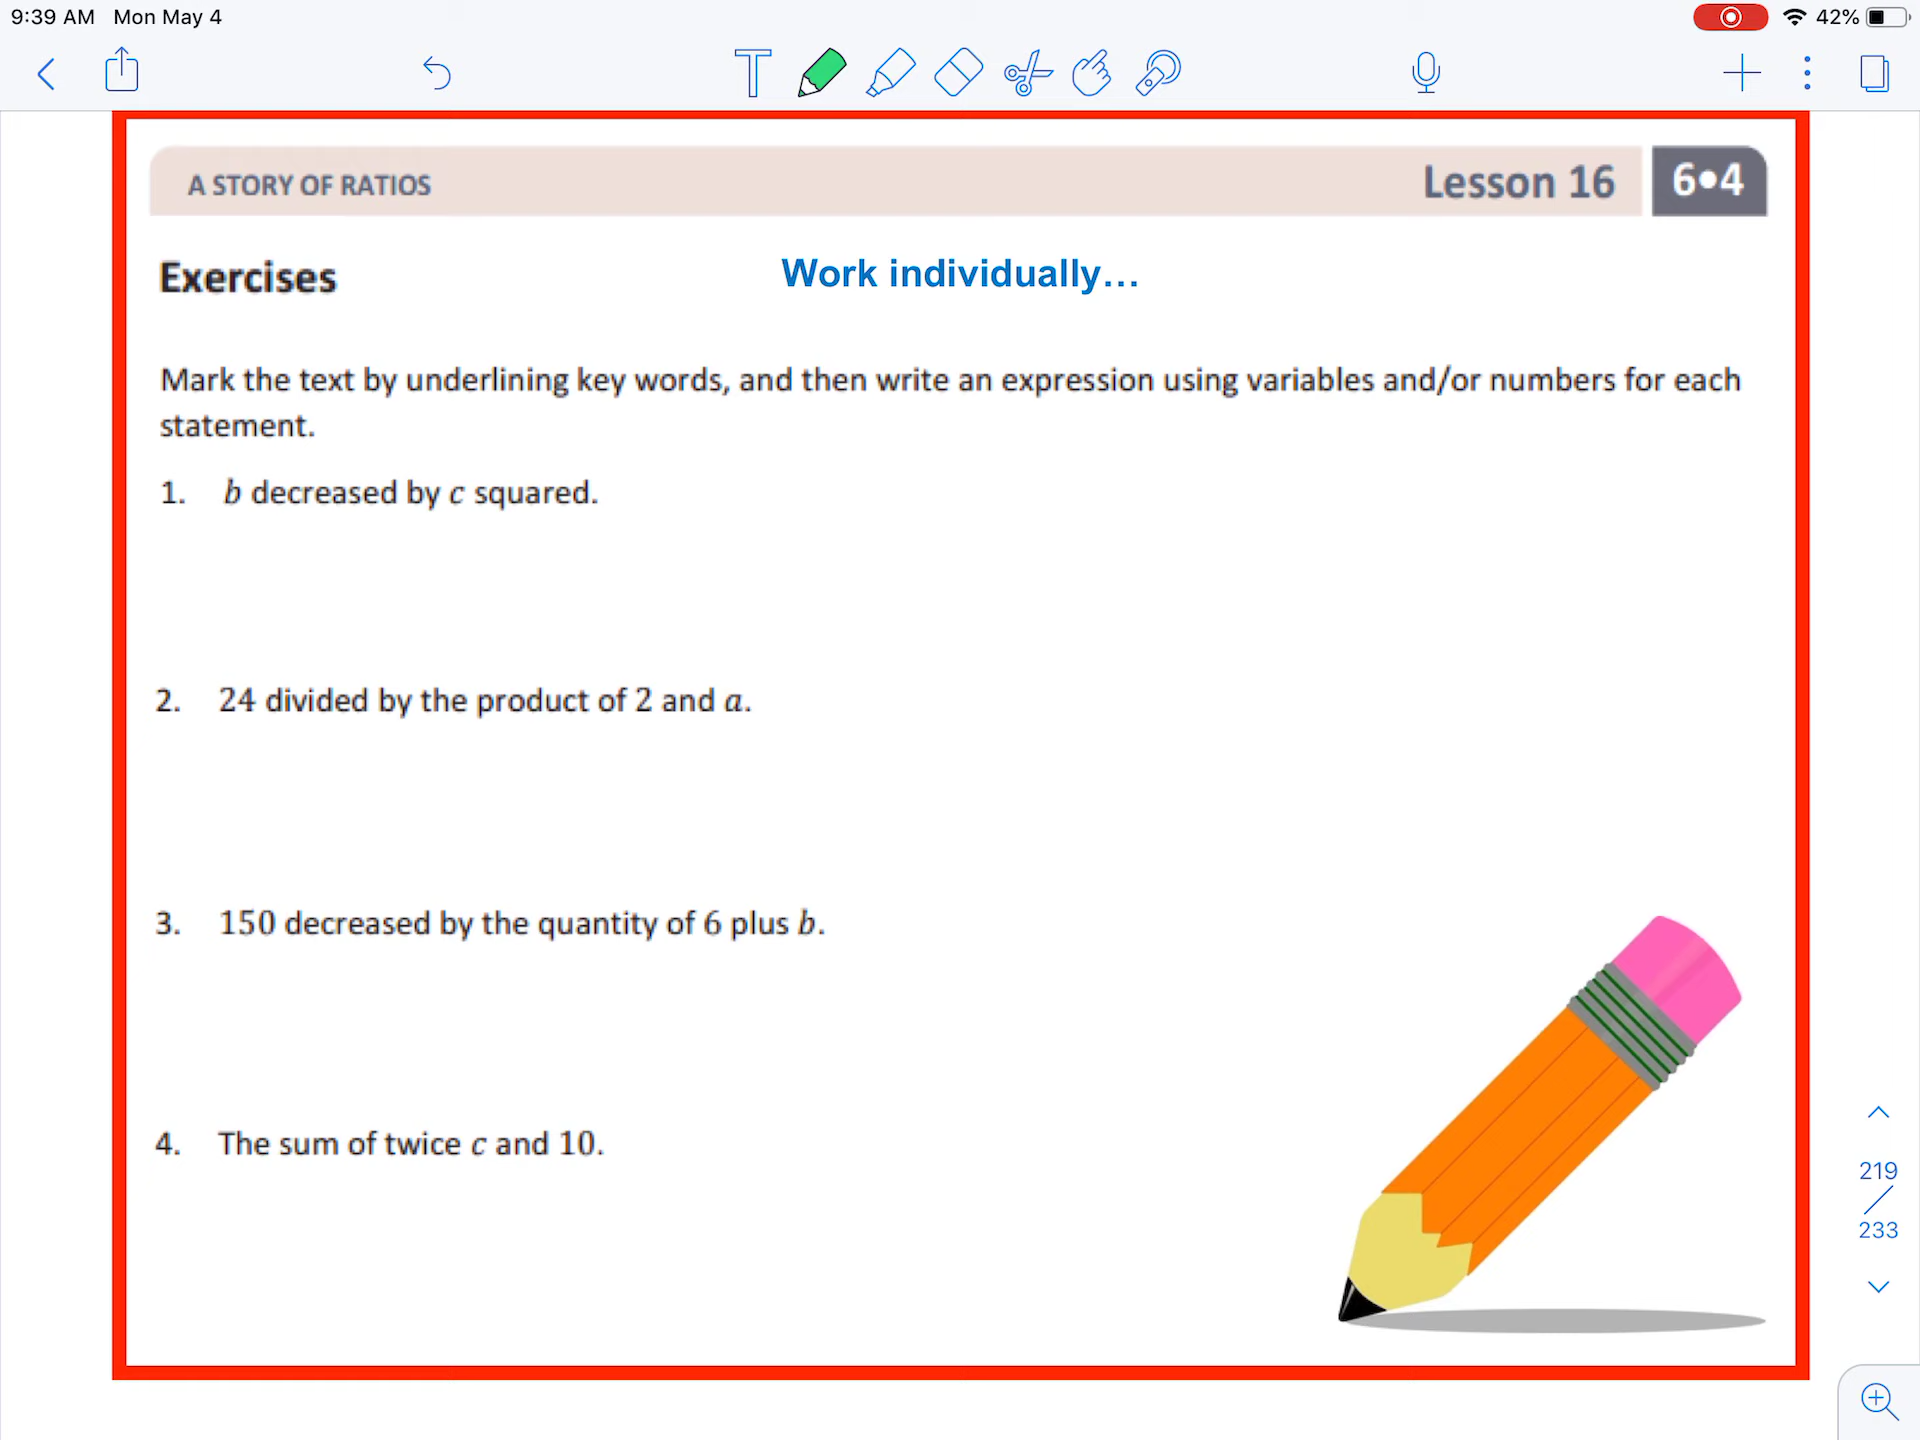 9:39 AM Mon May 4
42%
A STORY OF RATIOS
Lesson 16
6•4
Exercises
Work individually...
Mark the text by underlining key words, and then write an expression using variables and/or numbers for each
statement.
1. b decreased by c squared.
2. 24 divided by the product of 2 and a.
3. 150 decreased by the quantity of 6 plus b.
4. The sum of twice c and 10.
219
/
233